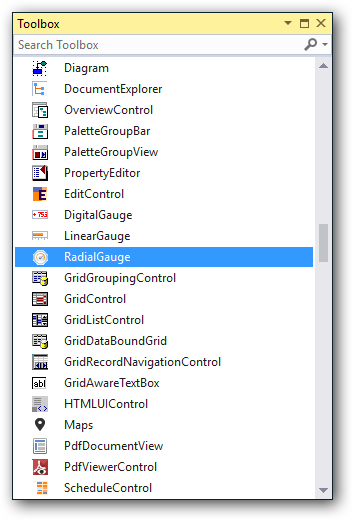 Toolbox
Search Toolbox
Diagram
DocumentExplorer
OverviewControl
PaletteGroupBar
PaletteGroupView
PropertyEditor
EditControl
DigitalGauge
LinearGauge
RadialGauge
GridGroupingControl
GridControl
GridListControl
GridDataBoundGrid
GridRecordNavigationControl
GridAwareTextBox
HTMLUIControl
Maps
PdfDocumentView
PdfViewerControl
ScheduleControl